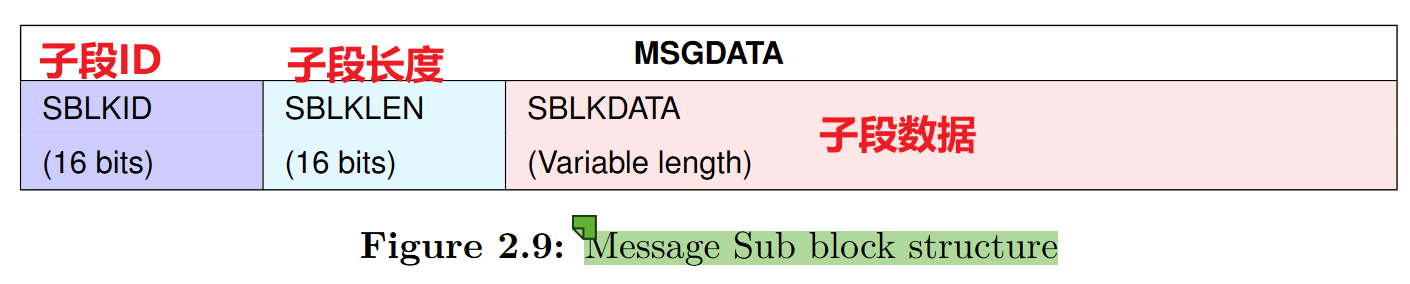 子段ID
子段长度
MSGDATA
SBLKID
(16 bits)
SBLKLEN
(16 bits)
SBLKDATA
(Variable length)
子段数据
Figure 2.9: Message Sub block structure